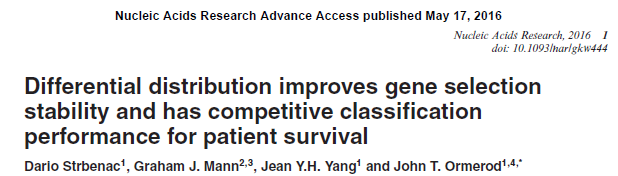 Nucleic Acids Research Advance Access published May 17, 2016
Nucleic Acids Research, 2016 1
doi: 10.1093/nar/gkw444
Differential distribution improves gene selection
stability and has competitive classification
performance for patient survival
Dario Strbenac1, Graham J. Mann2,3, Jean Y.H. Yang1 and John T. Ormerod1,4,*